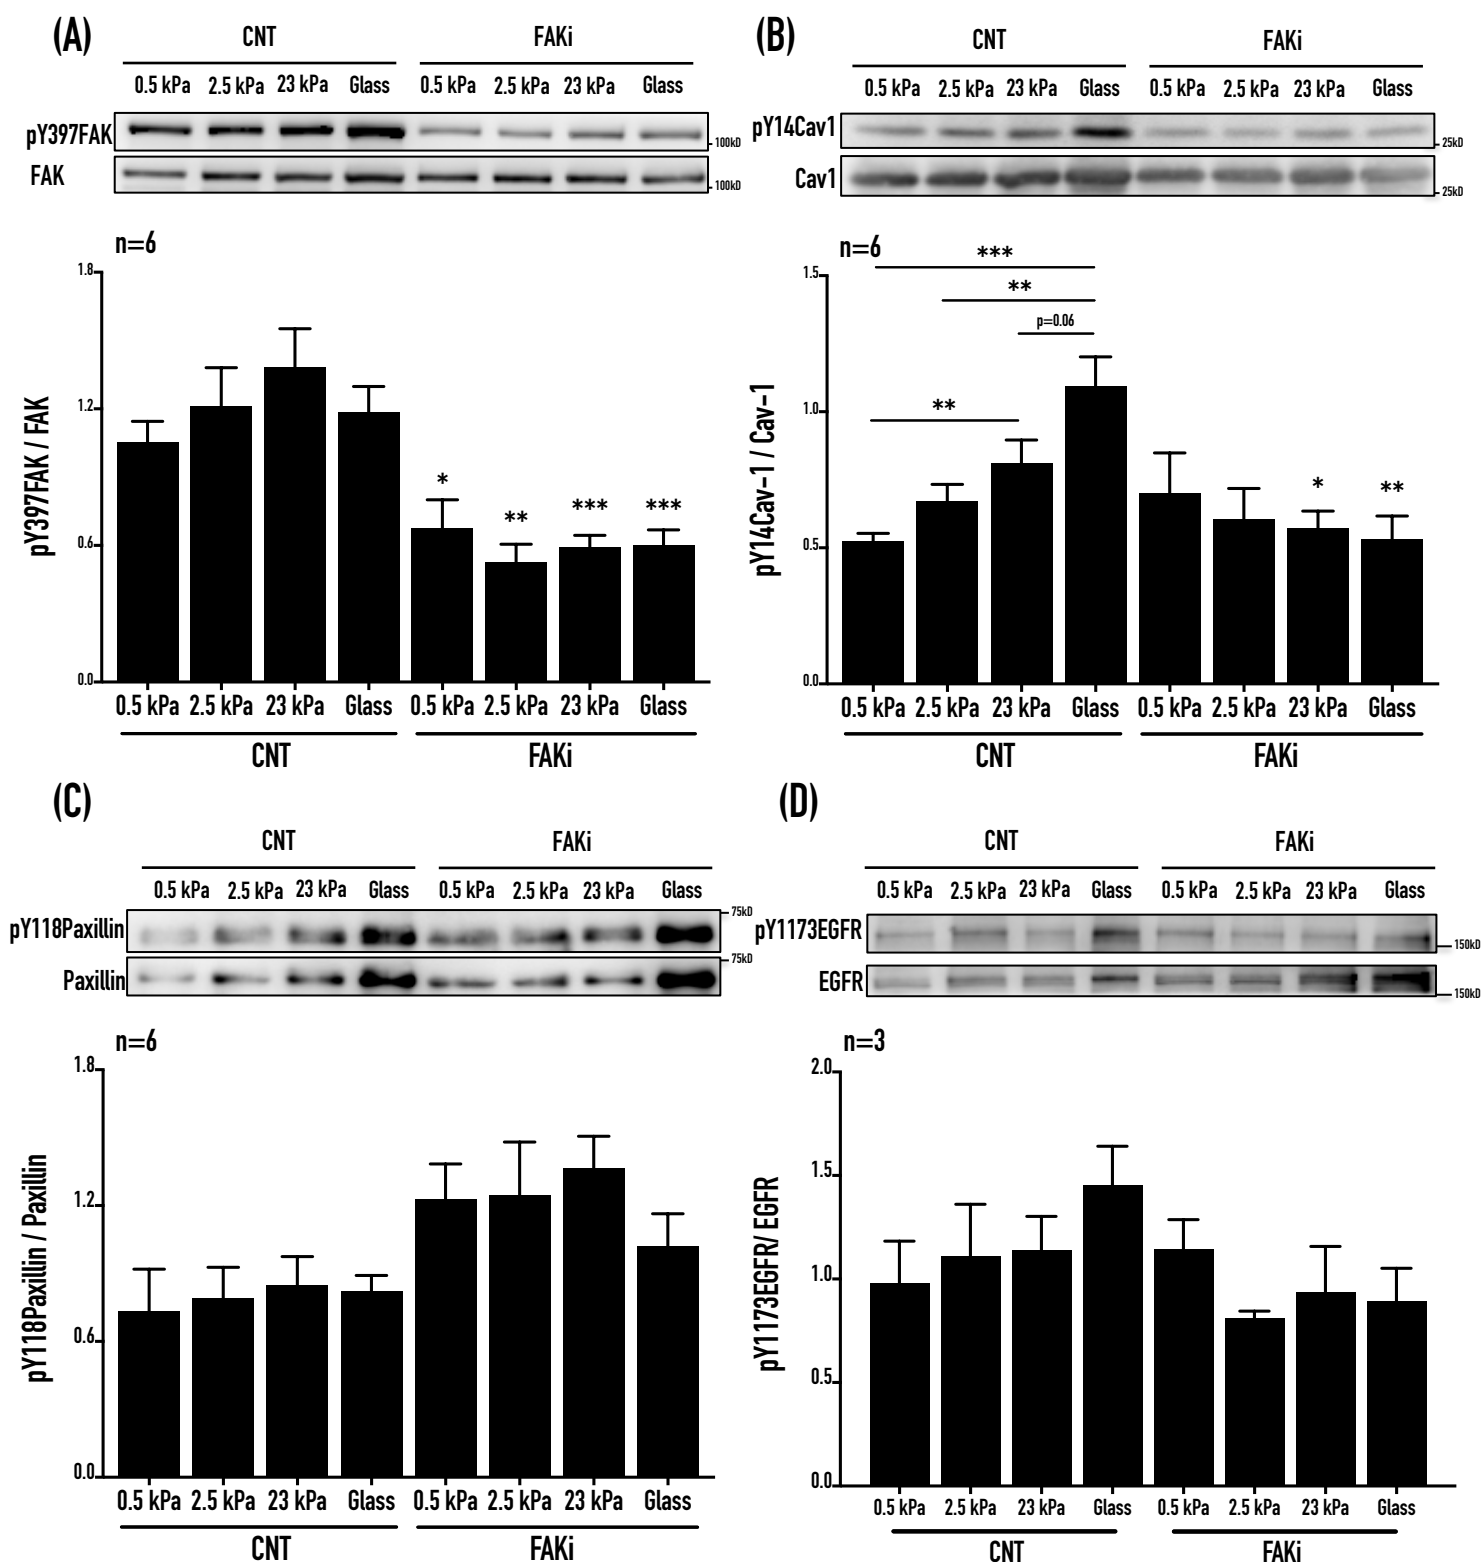 (A)
CNT FAKi
0.5 kPa 2.5 kPa 23 kPa Glass 0.5 kPa 2.5 kPa 23 kPa Glass
pY397FAK
100kD
FAK
100kD
n=6
1.8
1.2
0.6
0.0
pY397FAK / FAK
* ** *** ***
0.5 kPa 2.5 kPa 23 kPa Glass 0.5 kPa 2.5 kPa 23 kPa Glass
CNT FAKi
(B)
CNT FAKi
0.5 kPa 2.5 kPa 23 kPa Glass 0.5 kPa 2.5 kPa 23 kPa Glass
pY14Cav1
25kD
Cav1
25kD
n=6
***
**
p=0.06
**
* **
1.5
1.0
0.5
0.0
pY14Cav-1 / Cav-1
0.5 kPa 2.5 kPa 23 kPa Glass 0.5 kPa 2.5 kPa 23 kPa Glass
CNT FAKi
(C)
CNT FAKi
0.5 kPa 2.5 kPa 23 kPa Glass 0.5 kPa 2.5 kPa 23 kPa Glass
75kD
pY118Paxillin
75kD
Paxillin
n=6
1.8
1.2
0.6
0.0
pY118Paxillin / Paxillin
0.5 kPa 2.5 kPa 23 kPa Glass 0.5 kPa 2.5 kPa 23 kPa Glass
CNT FAKi
(D)
CNT FAKi
0.5 kPa 2.5 kPa 23 kPa Glass 0.5 kPa 2.5 kPa 23 kPa Glass
pY1173EGFR
150kD
EGFR
150kD
n=3
2.0
1.5
1.0
0.5
0.0
pY1173EGFR/ EGFR
0.5 kPa 2.5 kPa 23 kPa Glass 0.5 kPa 2.5 kPa 23 kPa Glass
CNT FAKi